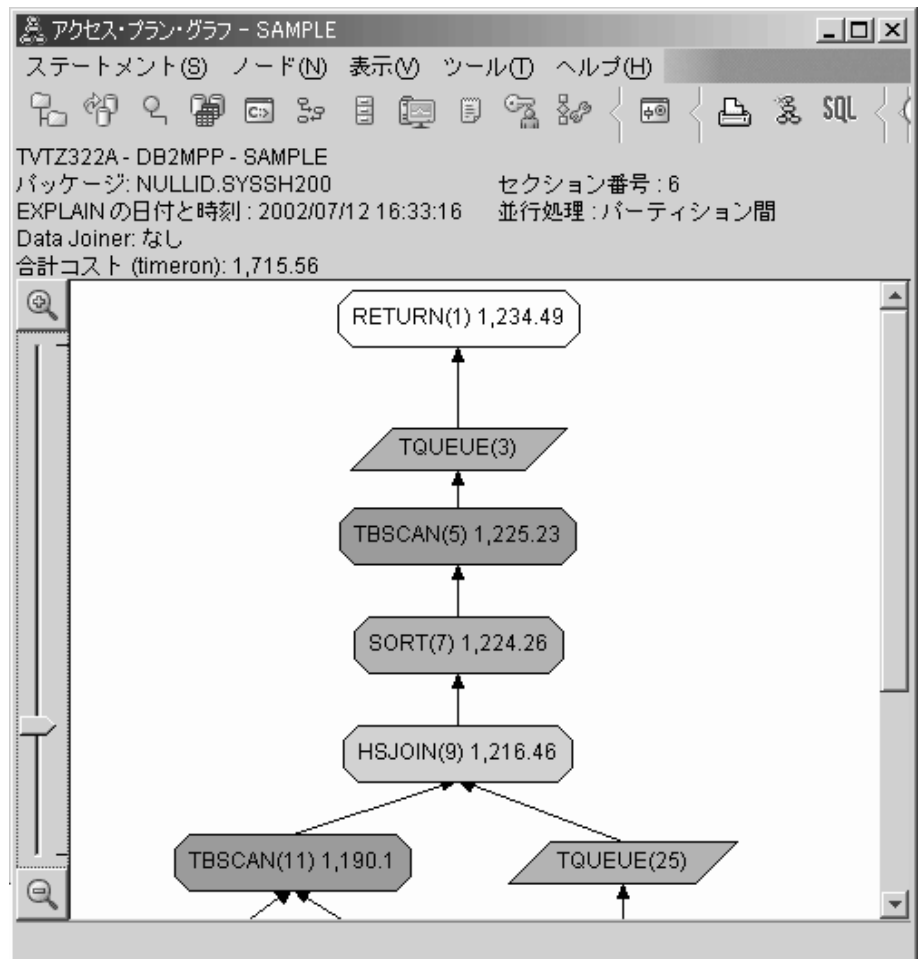 アクセス・プラン・グラフ - SAMPLE
ステートメント(S) ノード(N) 表示(V) ツール(T) ヘルプ(H)
C:> SQL
TVTZ322A - DB2MPP - SAMPLE
パッケージ: NULLID.SYSSH200 セクション番号 : 6
EXPLAIN の日付と時刻 : 2002/07/12 16:33:16 並行処理 : パーティション間
Data Joiner: なし
合計コスト (timeron): 1,715.56
RETURN(1) 1,234.49
TQUEUE(3)
TBSCAN(5) 1,225.23
SORT(7) 1,224.26
HSJOIN(9) 1,216.46
TBSCAN(11) 1,190.1
TQUEUE(25)